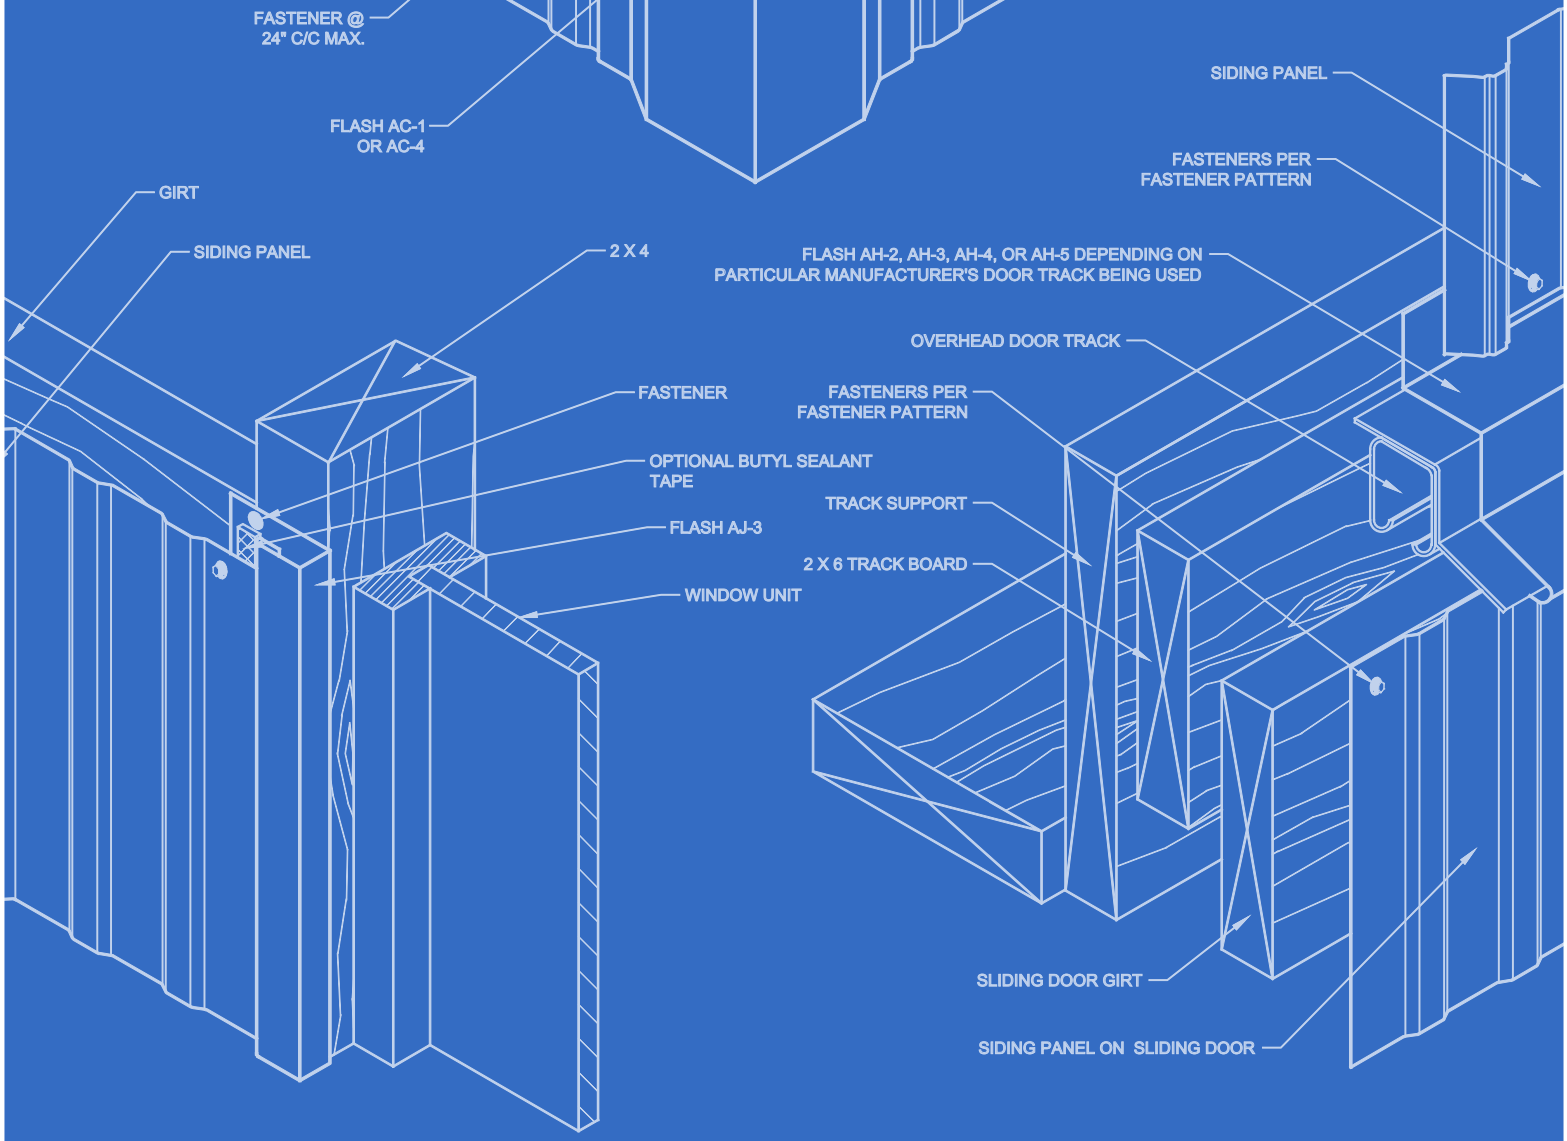 FASTENER @
24" C/C MAX.
FLASH AC-1
OR AC-4
GIRT
SIDING PANEL
2 X 4
FASTENER
OPTIONAL BUTYL SEALANT
TAPE
FLASH AJ-3
WINDOW UNIT
SIDING PANEL
FASTENERS PER
FASTENER PATTERN
FLASH AH-2, AH-3, AH-4, OR AH-5 DEPENDING ON
PARTICULAR MANUFACTURER'S DOOR TRACK BEING USED
OVERHEAD DOOR TRACK
FASTENERS PER
FASTENER PATTERN
TRACK SUPPORT
2 X 6 TRACK BOARD
SLIDING DOOR GIRT
SIDING PANEL ON SLIDING DOOR